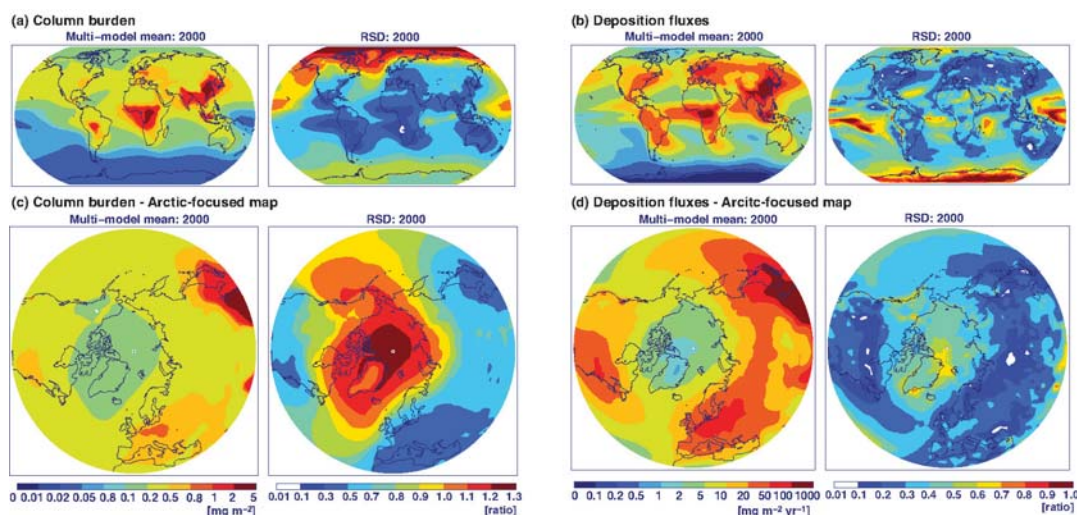 (a) Column burden
Multi−model mean: 2000
RSD: 2000
(b) Deposition fluxes
Multi−model mean: 2000
RSD: 2000
(c) Column burden - Arctic-focused map
Multi−model mean: 2000
RSD: 2000
(d) Deposition fluxes - Arcitc-focused map
Multi−model mean: 2000
RSD: 2000
0 0.01 0.02 0.05 0.8 0.1 0.2 0.5 0.8 1 2 5
[mg m⁻²]
0.01 0.1 0.50 0.7 0.8 0.9 1.0 1.1 1.2 1.3
[ratio]
0 0.1 0.2 0.5 1 2 5 10 20 50 100 1000
[mg m⁻² yr⁻¹]
0.01 0.1 0.2 0.3 0.4 0.5 0.6 0.7 0.8 0.9 1.0
[ratio]